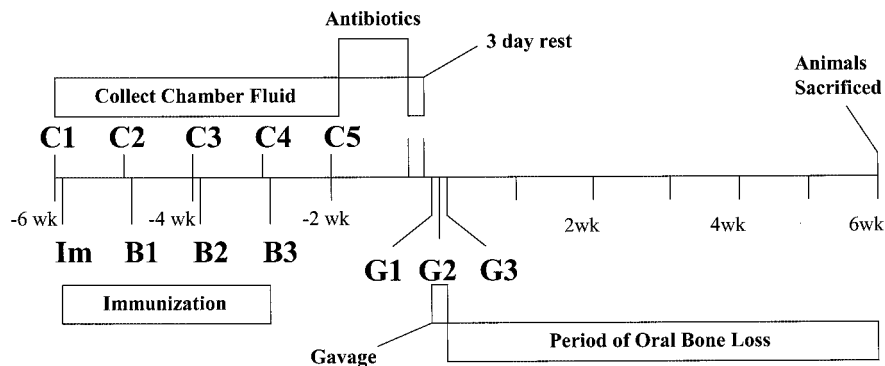 Antibiotics
3 day rest
Animals
Sacrificed
Collect Chamber Fluid
C1 C2 C3 C4 C5
-6 wk -4 wk -2 wk 2wk 4wk 6wk
Im B1 B2 B3
G1 G2 G3
Immunization
Gavage
Period of Oral Bone Loss